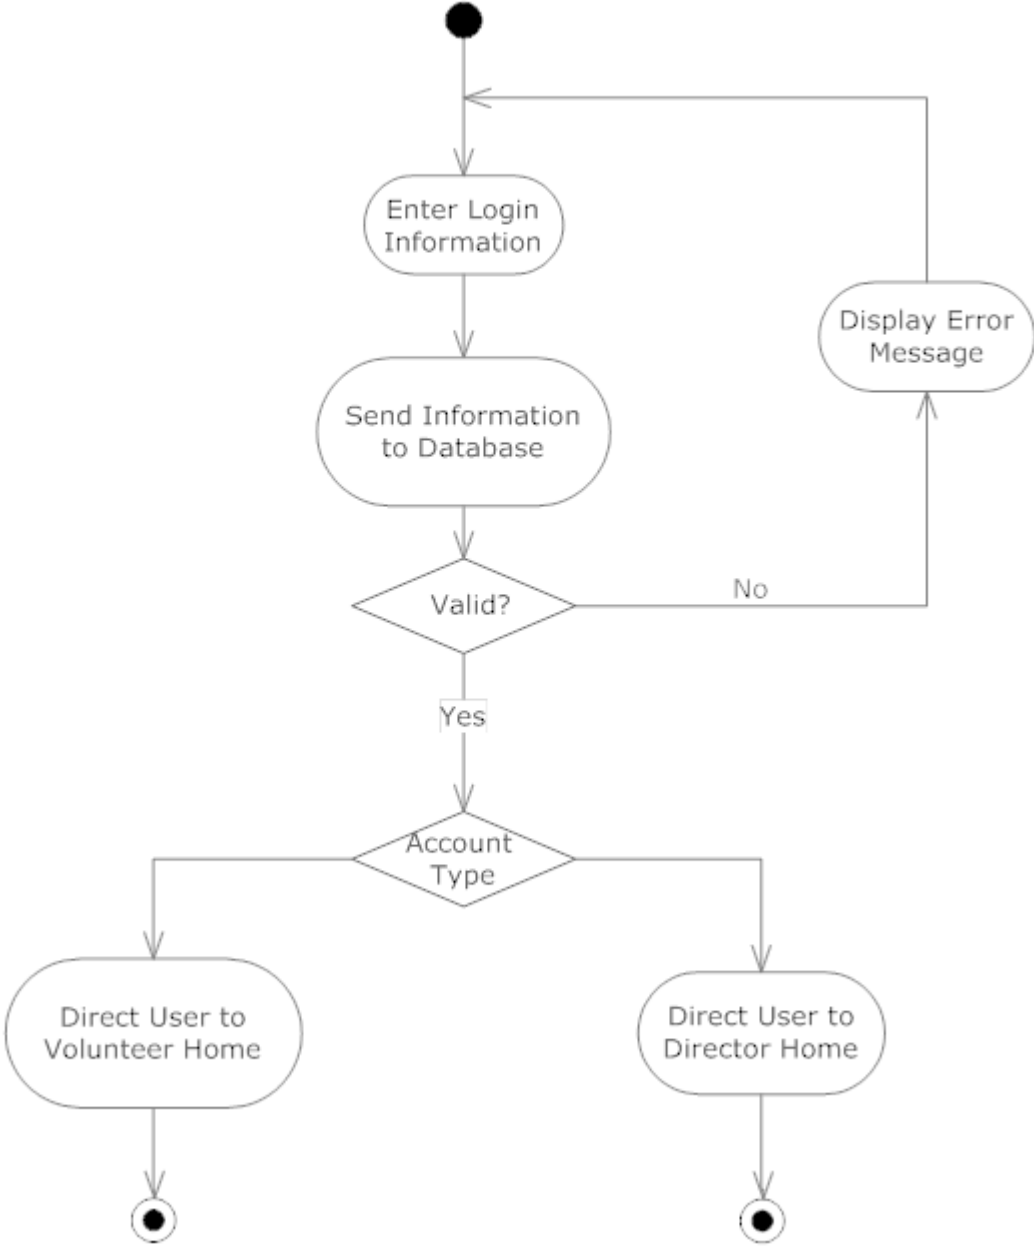 Enter Login
Information
Display Error
Message
Send Information
to Database
Valid?
No
Yes
Account
Type
Direct User to
Volunteer Home
Direct User to
Director Home